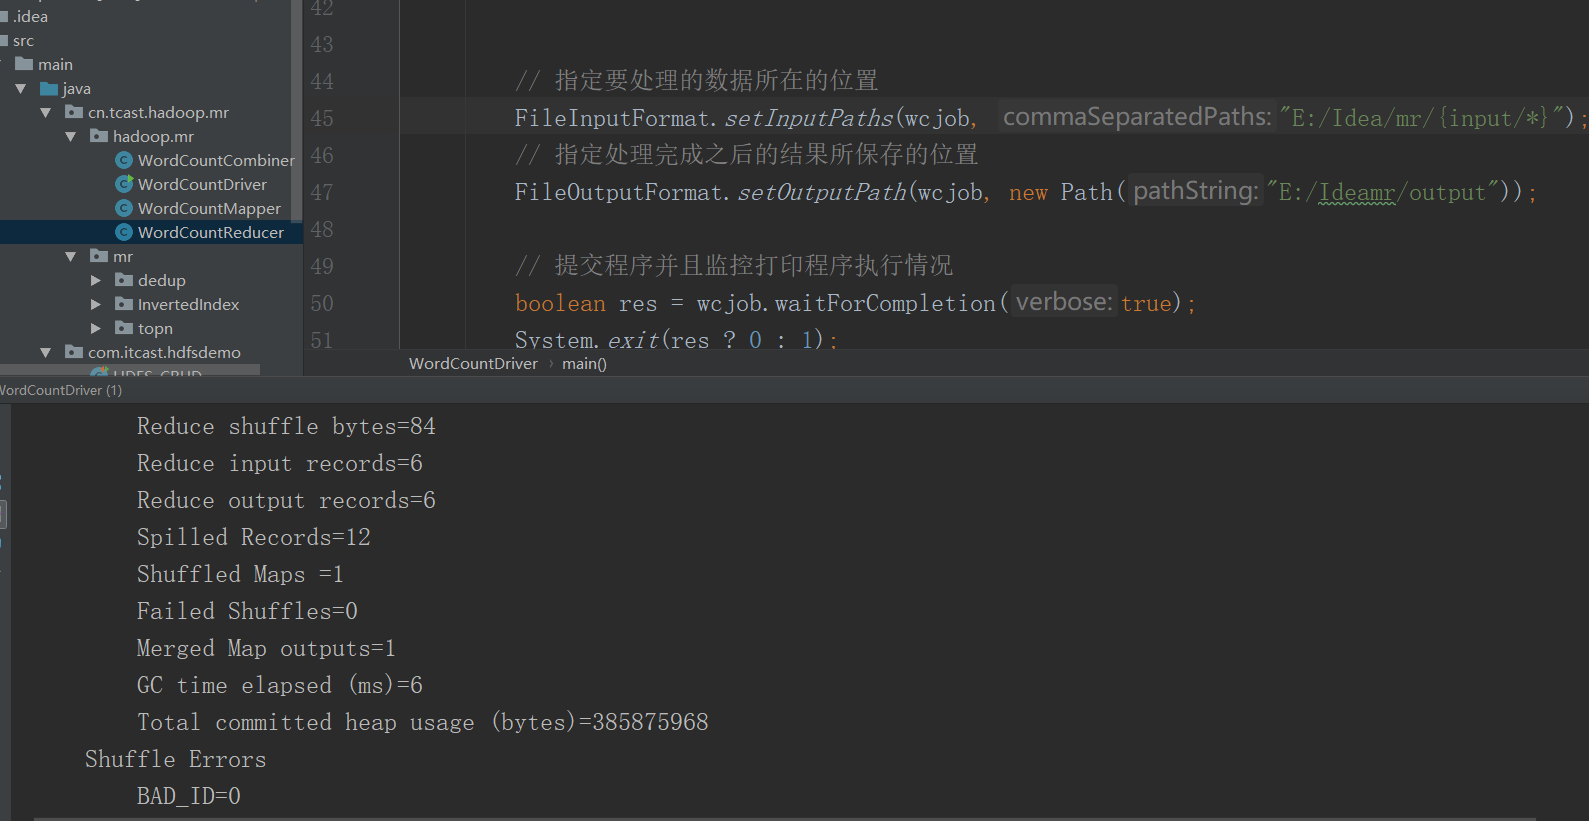 .idea
src
main
java
cn.tcast.hadoop.mr
hadoop.mr
WordCountCombiner
WordCountDriver
WordCountMapper
WordCountReducer
mr
dedup
InvertedIndex
topn
com.itcast.hdfsdemo
HDFS_CRUD
42
43
44 // 指定要处理的数据所在的位置
45 FileInputFormat.setInputPaths(wcjob, commaSeparatedPaths: "E:/Idea/mr/{input/*}");
46 // 指定处理完成之后的结果所保存的位置
47 FileOutputFormat.setOutputPath(wcjob, new Path( pathString: "E:/Ideamr/output"));
48
49 // 提交程序并且监控打印程序执行情况
50 boolean res = wcjob.waitForCompletion( verbose: true);
51 System.exit(res ? 0 : 1);
WordCountDriver › main()
WordCountDriver (1)
Reduce shuffle bytes=84
Reduce input records=6
Reduce output records=6
Spilled Records=12
Shuffled Maps =1
Failed Shuffles=0
Merged Map outputs=1
GC time elapsed (ms)=6
Total committed heap usage (bytes)=385875968
Shuffle Errors
BAD_ID=0